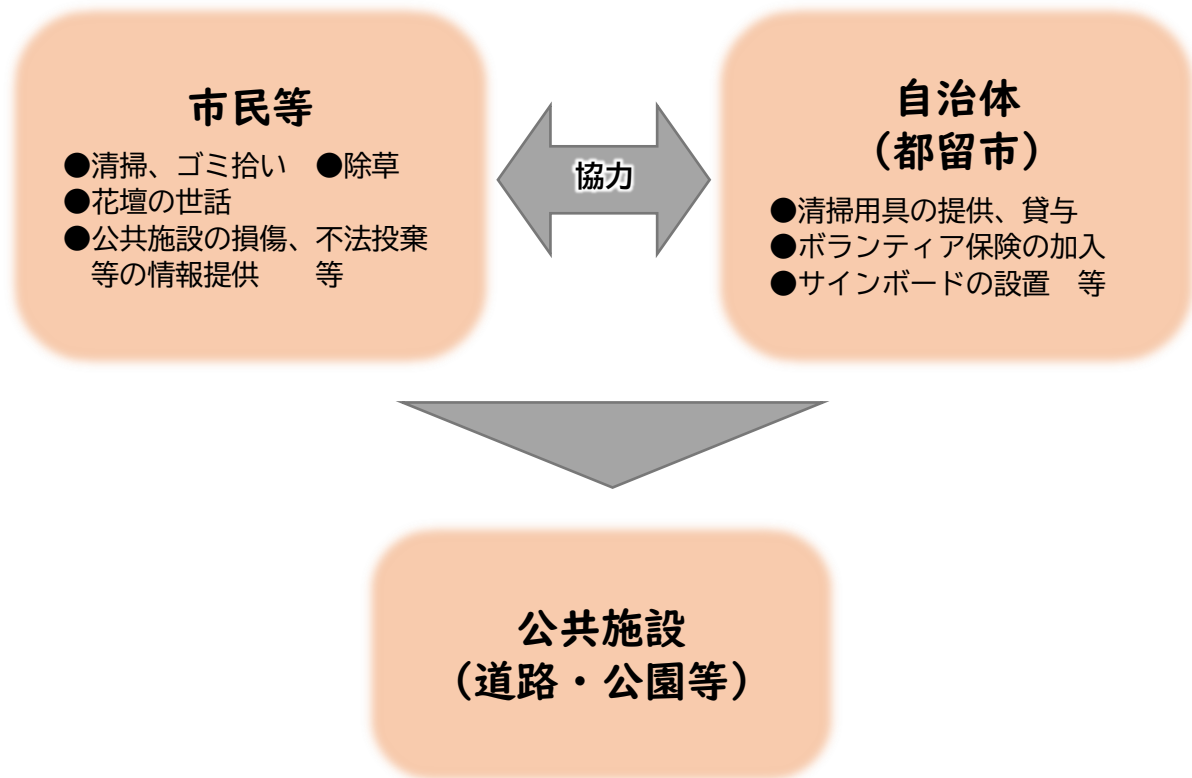 市民等
●清掃、ゴミ拾い　●除草
●花壇の世話
●公共施設の損傷、不法投棄
等の情報提供　　等
協力
自治体
（都留市）
●清掃用具の提供、貸与
●ボランティア保険の加入
●サインボードの設置　等
公共施設
（道路・公園等）